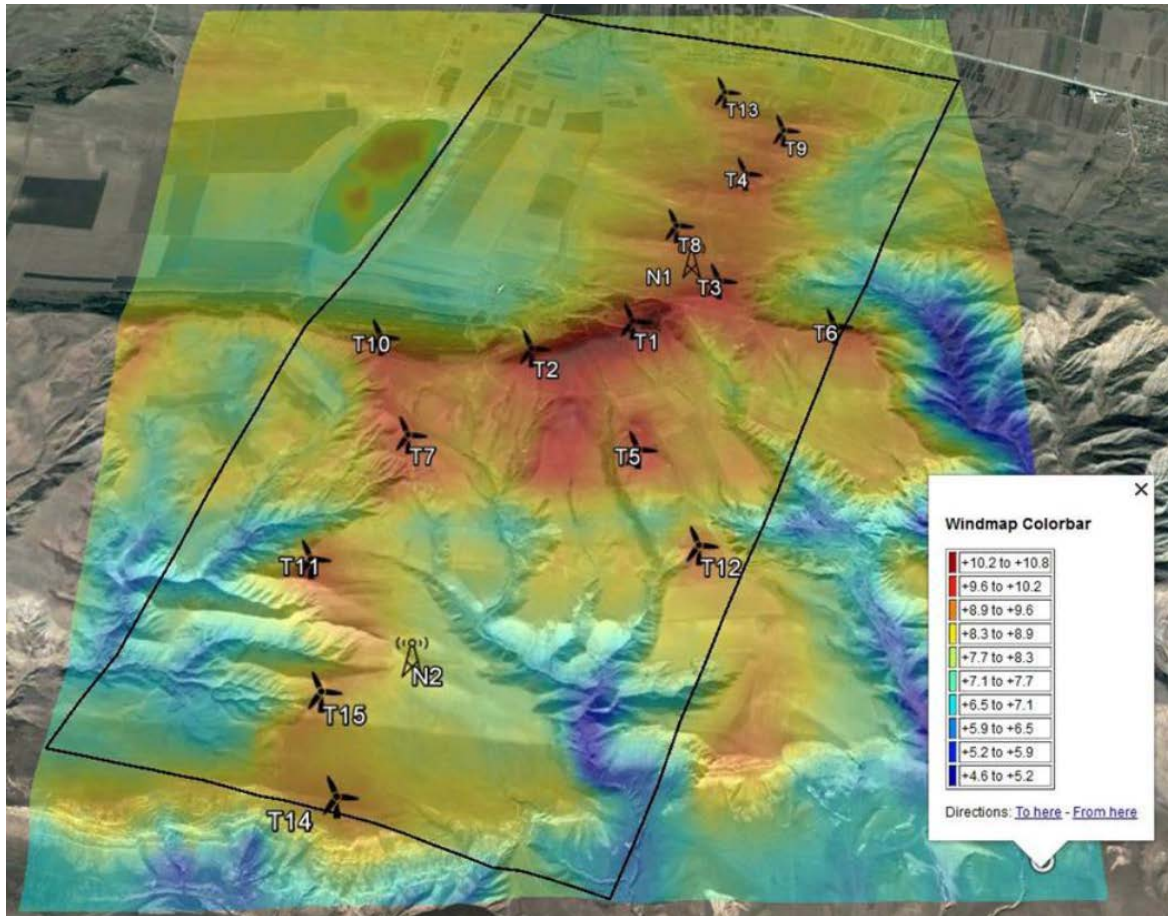 T13
T9
T4
T8
N1
T3
T1
T6
T10
T2
T7
T5
T11
T12
N2
T15
T14
Windmap Colorbar
+10.2 to +10.8
+9.6 to +10.2
+8.9 to +9.6
+8.3 to +8.9
+7.7 to +8.3
+7.1 to +7.7
+6.5 to +7.1
+5.9 to +6.5
+5.2 to +5.9
+4.6 to +5.2
Directions: To here - From here